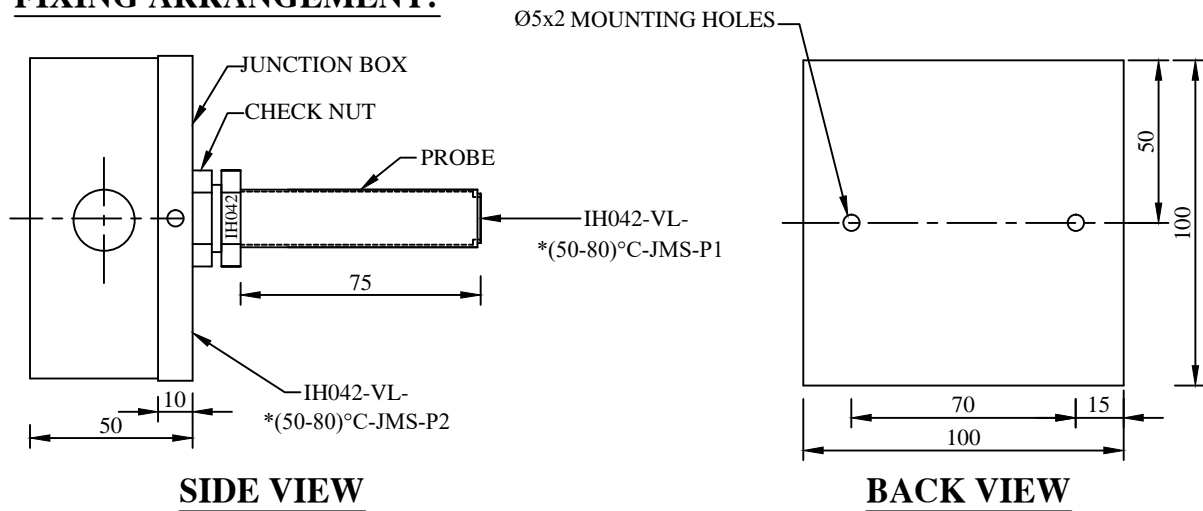 FIXING ARRANGEMENT:
Ø5x2 MOUNTING HOLES
JUNCTION BOX
CHECK NUT
PROBE
IH042
IH042-VL-
*(50-80)°C-JMS-P1
75
IH042-VL-
*(50-80)°C-JMS-P2
10
50
50
100
70
15
100
SIDE VIEW
BACK VIEW